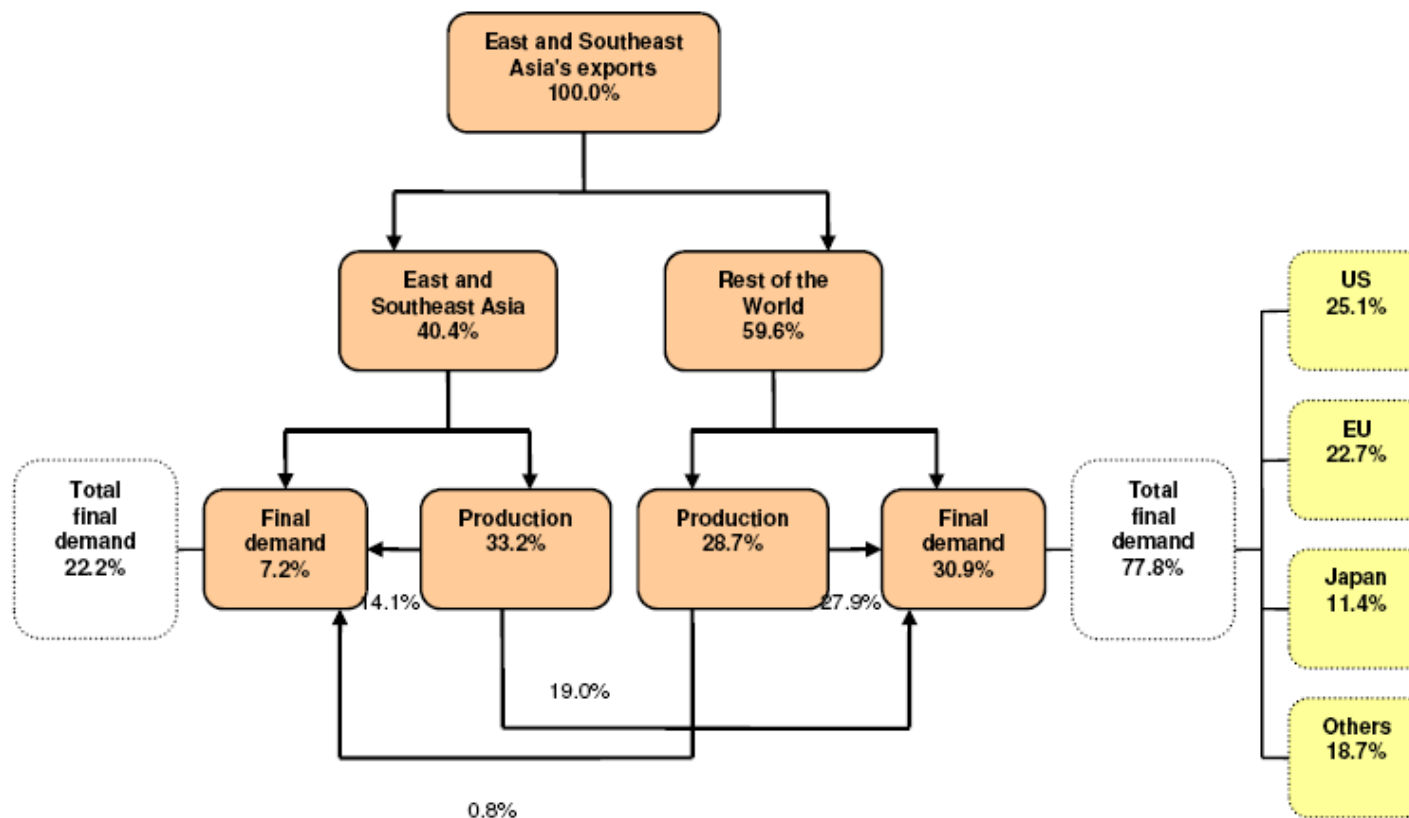 East and Southeast
Asia's exports
100.0%
East and
Southeast Asia
40.4%
Rest of the
World
59.6%
US
25.1%
EU
22.7%
Japan
11.4%
Others
18.7%
Total
final
demand
22.2%
Final
demand
7.2%
Production
33.2%
Production
28.7%
Final
demand
30.9%
Total
final
demand
77.8%
14.1%
27.9%
19.0%
0.8%